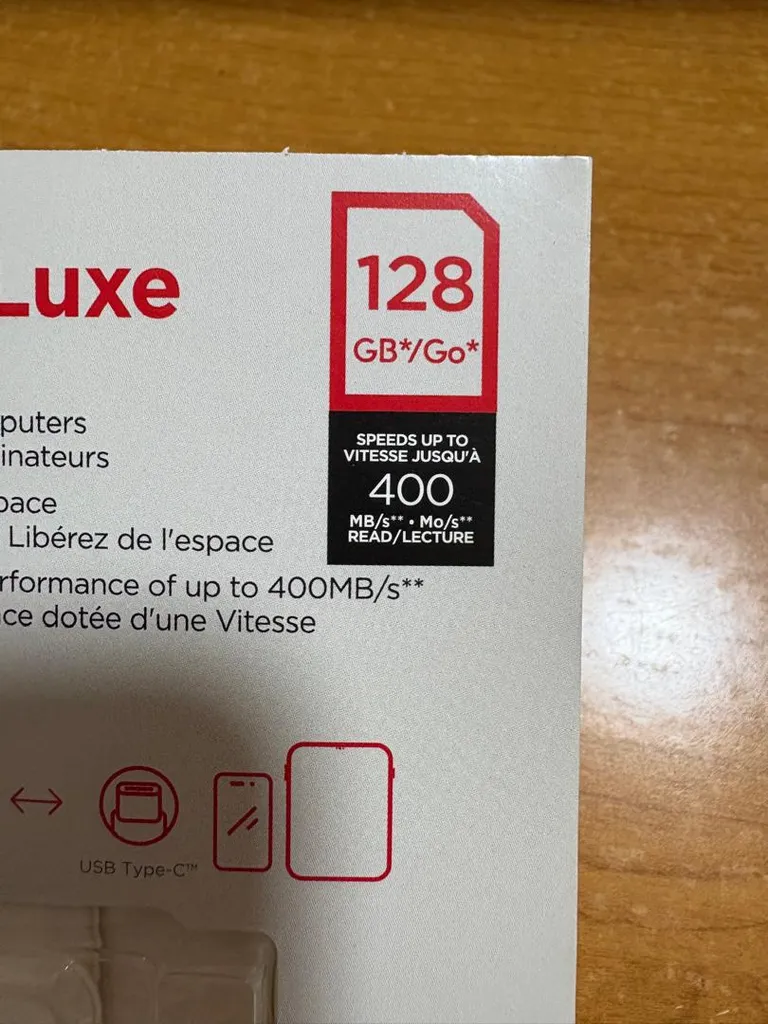 Luxe
128
GB*/Go*
SPEEDS UP TO
VITESSE JUSQU'À
400
MB/s** • Mo/s**
READ/LECTURE
puters
inateurs
pace
Libérez de l'espace
rformance of up to 400MB/s**
ce dotée d'une Vitesse
USB Type-C™